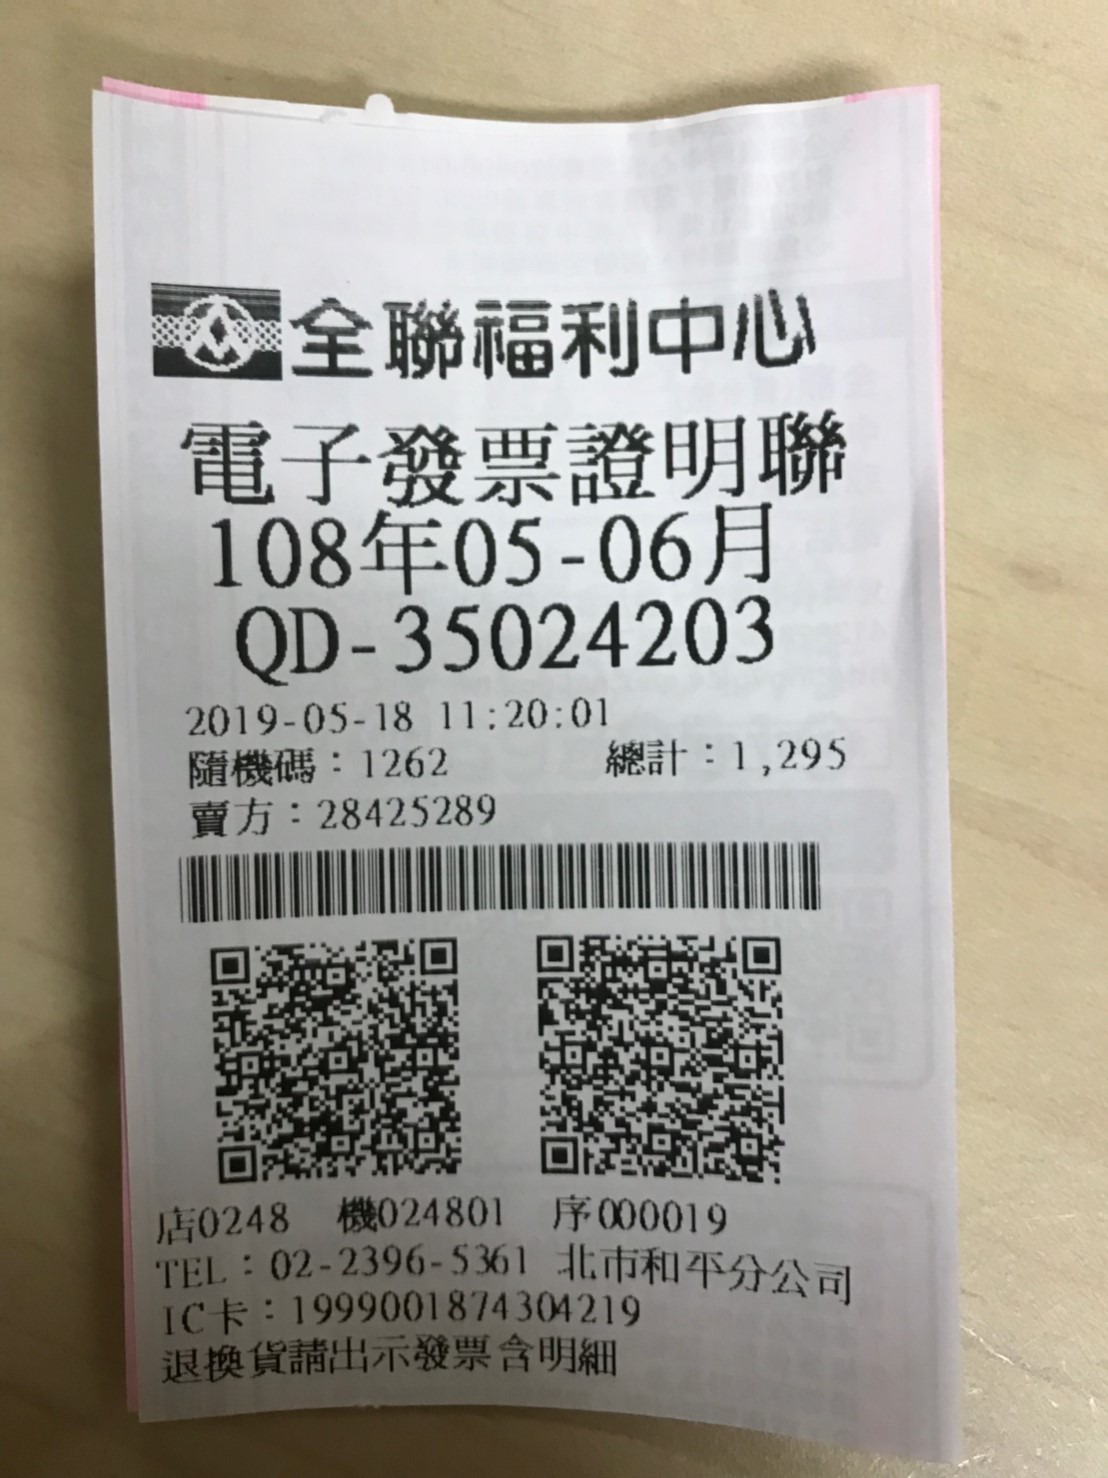 全聯福利中心
電子發票證明聯
108年05-06月
QD-35024203
2019-05-18 11:20:01
隨機碼：1262 總計：1,295
賣方：28425289
店0248 機024801 序000019
TEL：02-2396-5361 北市和平分公司
IC卡：1999001874304219
退換貨請出示發票含明細